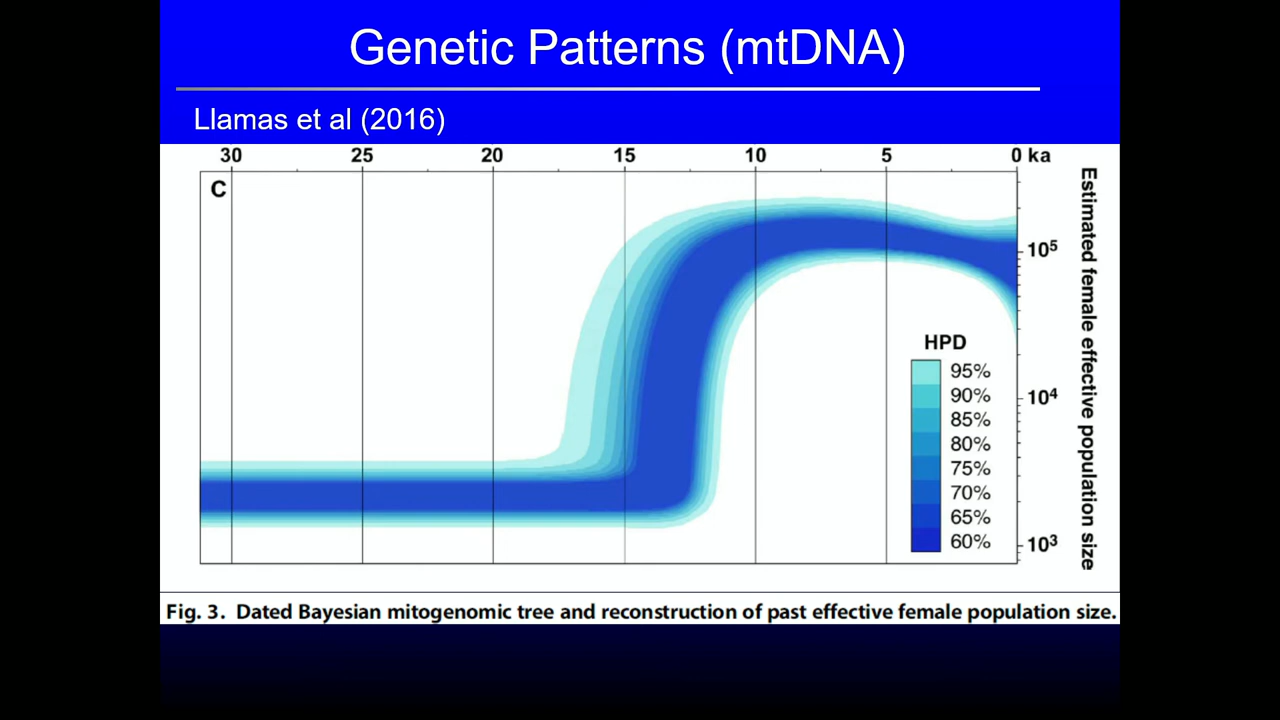 Genetic Patterns (mtDNA)
Llamas et al (2016)
30 25 20 15 10 5 0 ka
C
Estimated female effective population size
10⁵
10⁴
10³
HPD
95%
90%
85%
80%
75%
70%
65%
60%
Fig. 3. Dated Bayesian mitogenomic tree and reconstruction of past effective female population size.